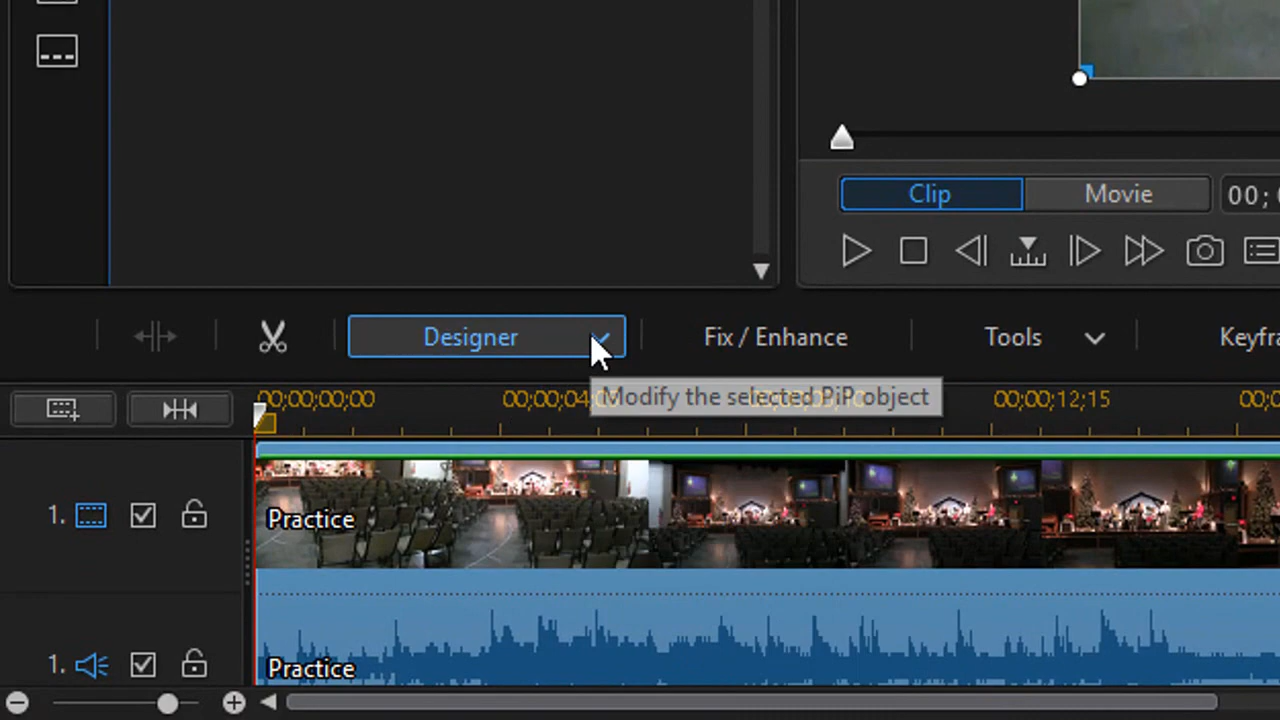 Clip
Movie
00;
Designer
Fix / Enhance
Tools
Keyfra
Modify the selected PiP object
00;00;00;00
00;00;04;
00;00;12;15
00;0
1.
Practice
1.
Practice